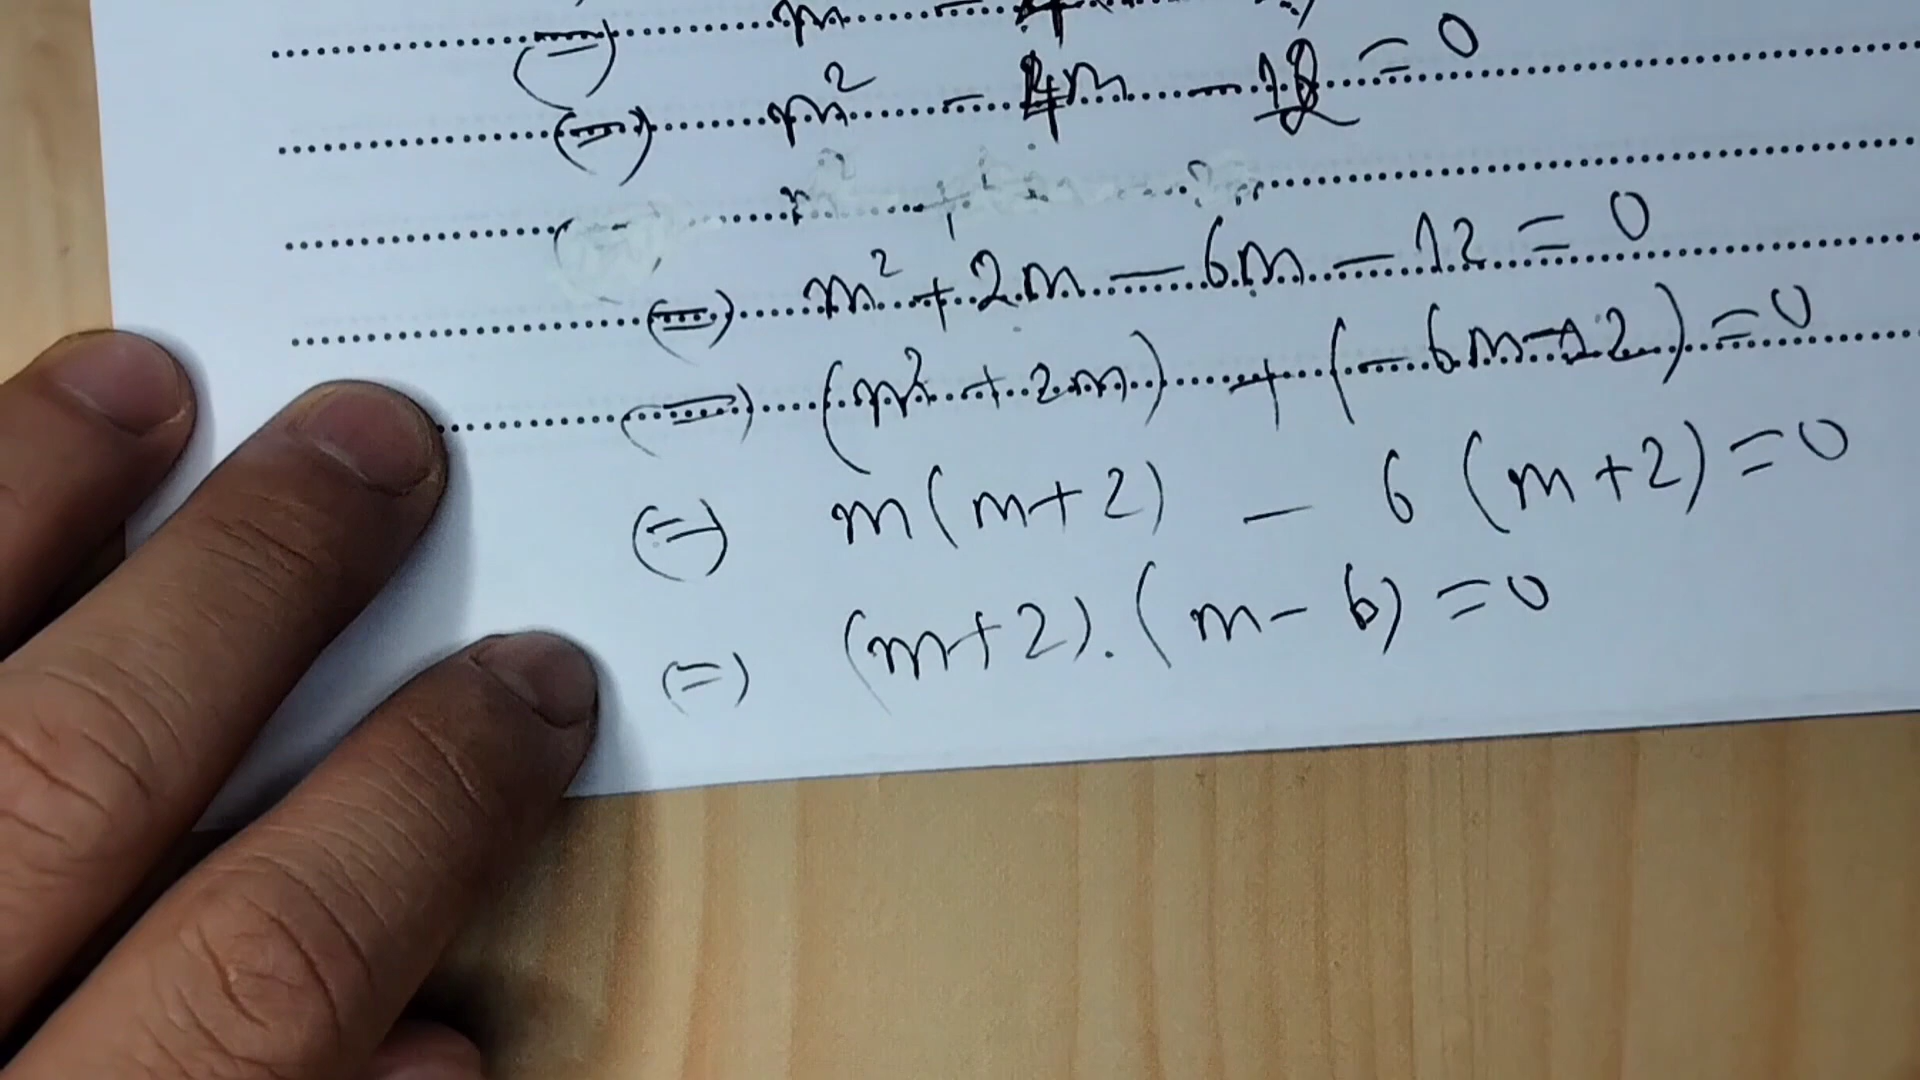 (=) m² - 4m - 12 = 0
(=) m² + 2m - 6m - 12 = 0
(=) (m² + 2m) + (-6m-12) = 0
(=) m(m+2) - 6(m+2) = 0
(=) (m+2).(m-6) = 0